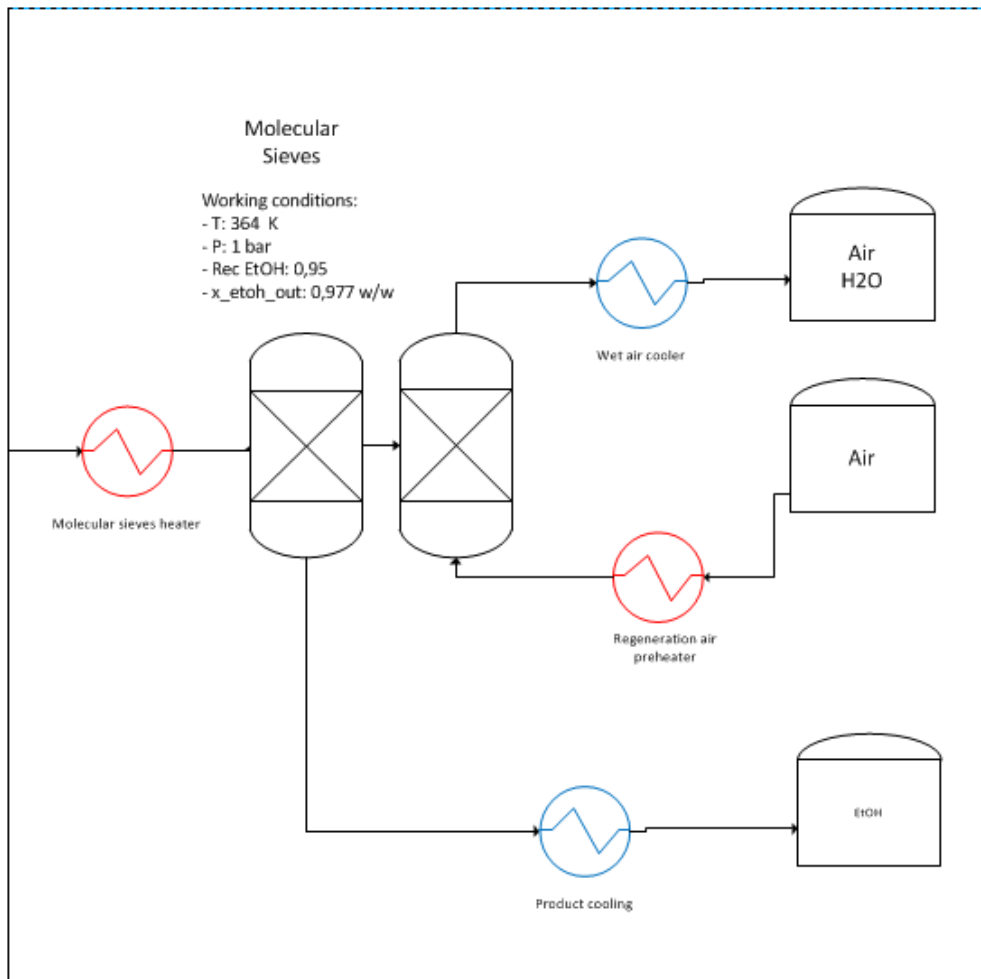 Molecular
Sieves
Working conditions:
- T: 364 K
- P: 1 bar
- Rec EtOH: 0,95
- x_etoh_out: 0,977 w/w
Air
H2O
Wet air cooler
Air
Molecular sieves heater
Regeneration air
preheater
EtOH
Product cooling